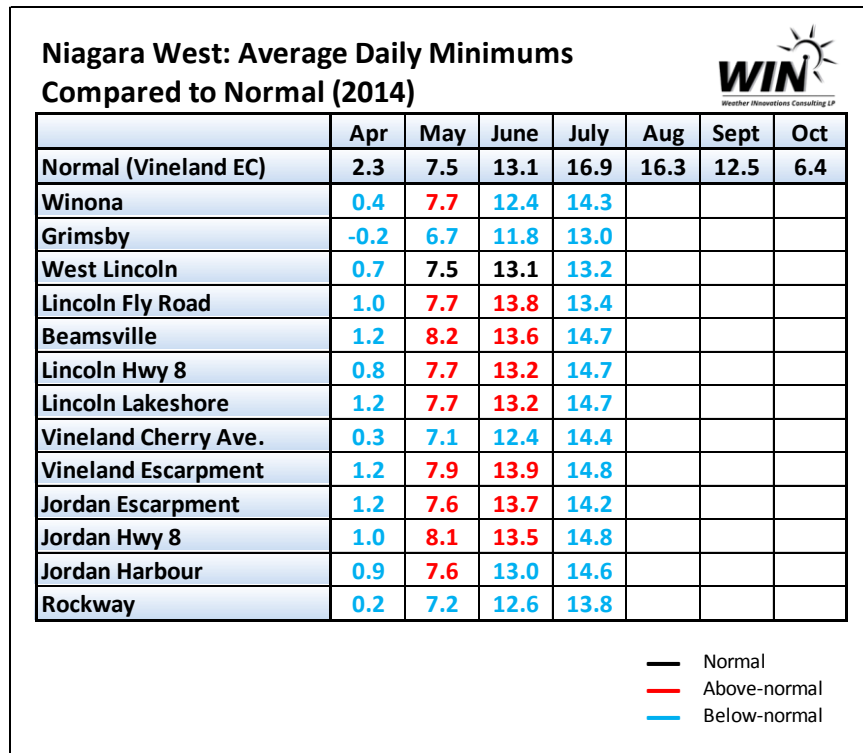 Niagara West: Average Daily Minimums
Compared to Normal (2014)
WIN
Weather INnovations Consulting LP
Apr May June July Aug Sept Oct
Normal (Vineland EC) 2.3 7.5 13.1 16.9 16.3 12.5 6.4
Winona 0.4 7.7 12.4 14.3
Grimsby -0.2 6.7 11.8 13.0
West Lincoln 0.7 7.5 13.1 13.2
Lincoln Fly Road 1.0 7.7 13.8 13.4
Beamsville 1.2 8.2 13.6 14.7
Lincoln Hwy 8 0.8 7.7 13.2 14.7
Lincoln Lakeshore 1.2 7.7 13.2 14.7
Vineland Cherry Ave. 0.3 7.1 12.4 14.4
Vineland Escarpment 1.2 7.9 13.9 14.8
Jordan Escarpment 1.2 7.6 13.7 14.2
Jordan Hwy 8 1.0 8.1 13.5 14.8
Jordan Harbour 0.9 7.6 13.0 14.6
Rockway 0.2 7.2 12.6 13.8
Normal
Above-normal
Below-normal